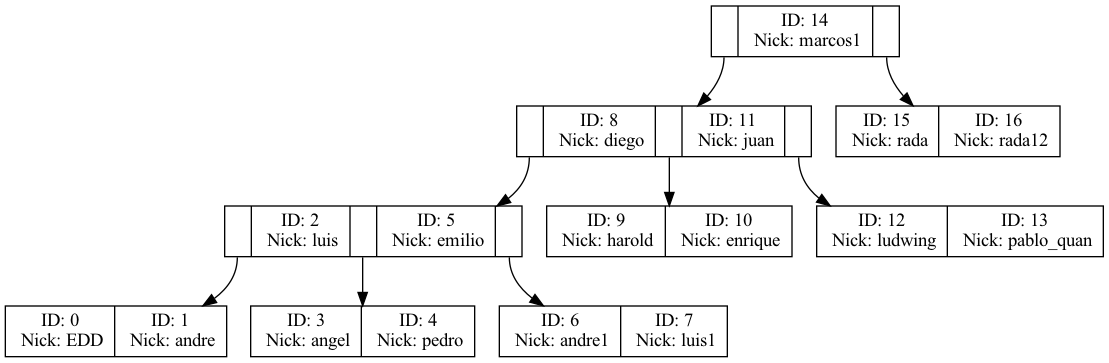 ID: 14
Nick: marcos1
ID: 8
Nick: diego
ID: 11
Nick: juan
ID: 15
Nick: rada
ID: 16
Nick: rada12
ID: 2
Nick: luis
ID: 5
Nick: emilio
ID: 9
Nick: harold
ID: 10
Nick: enrique
ID: 12
Nick: ludwing
ID: 13
Nick: pablo_quan
ID: 0
Nick: EDD
ID: 1
Nick: andre
ID: 3
Nick: angel
ID: 4
Nick: pedro
ID: 6
Nick: andre1
ID: 7
Nick: luis1